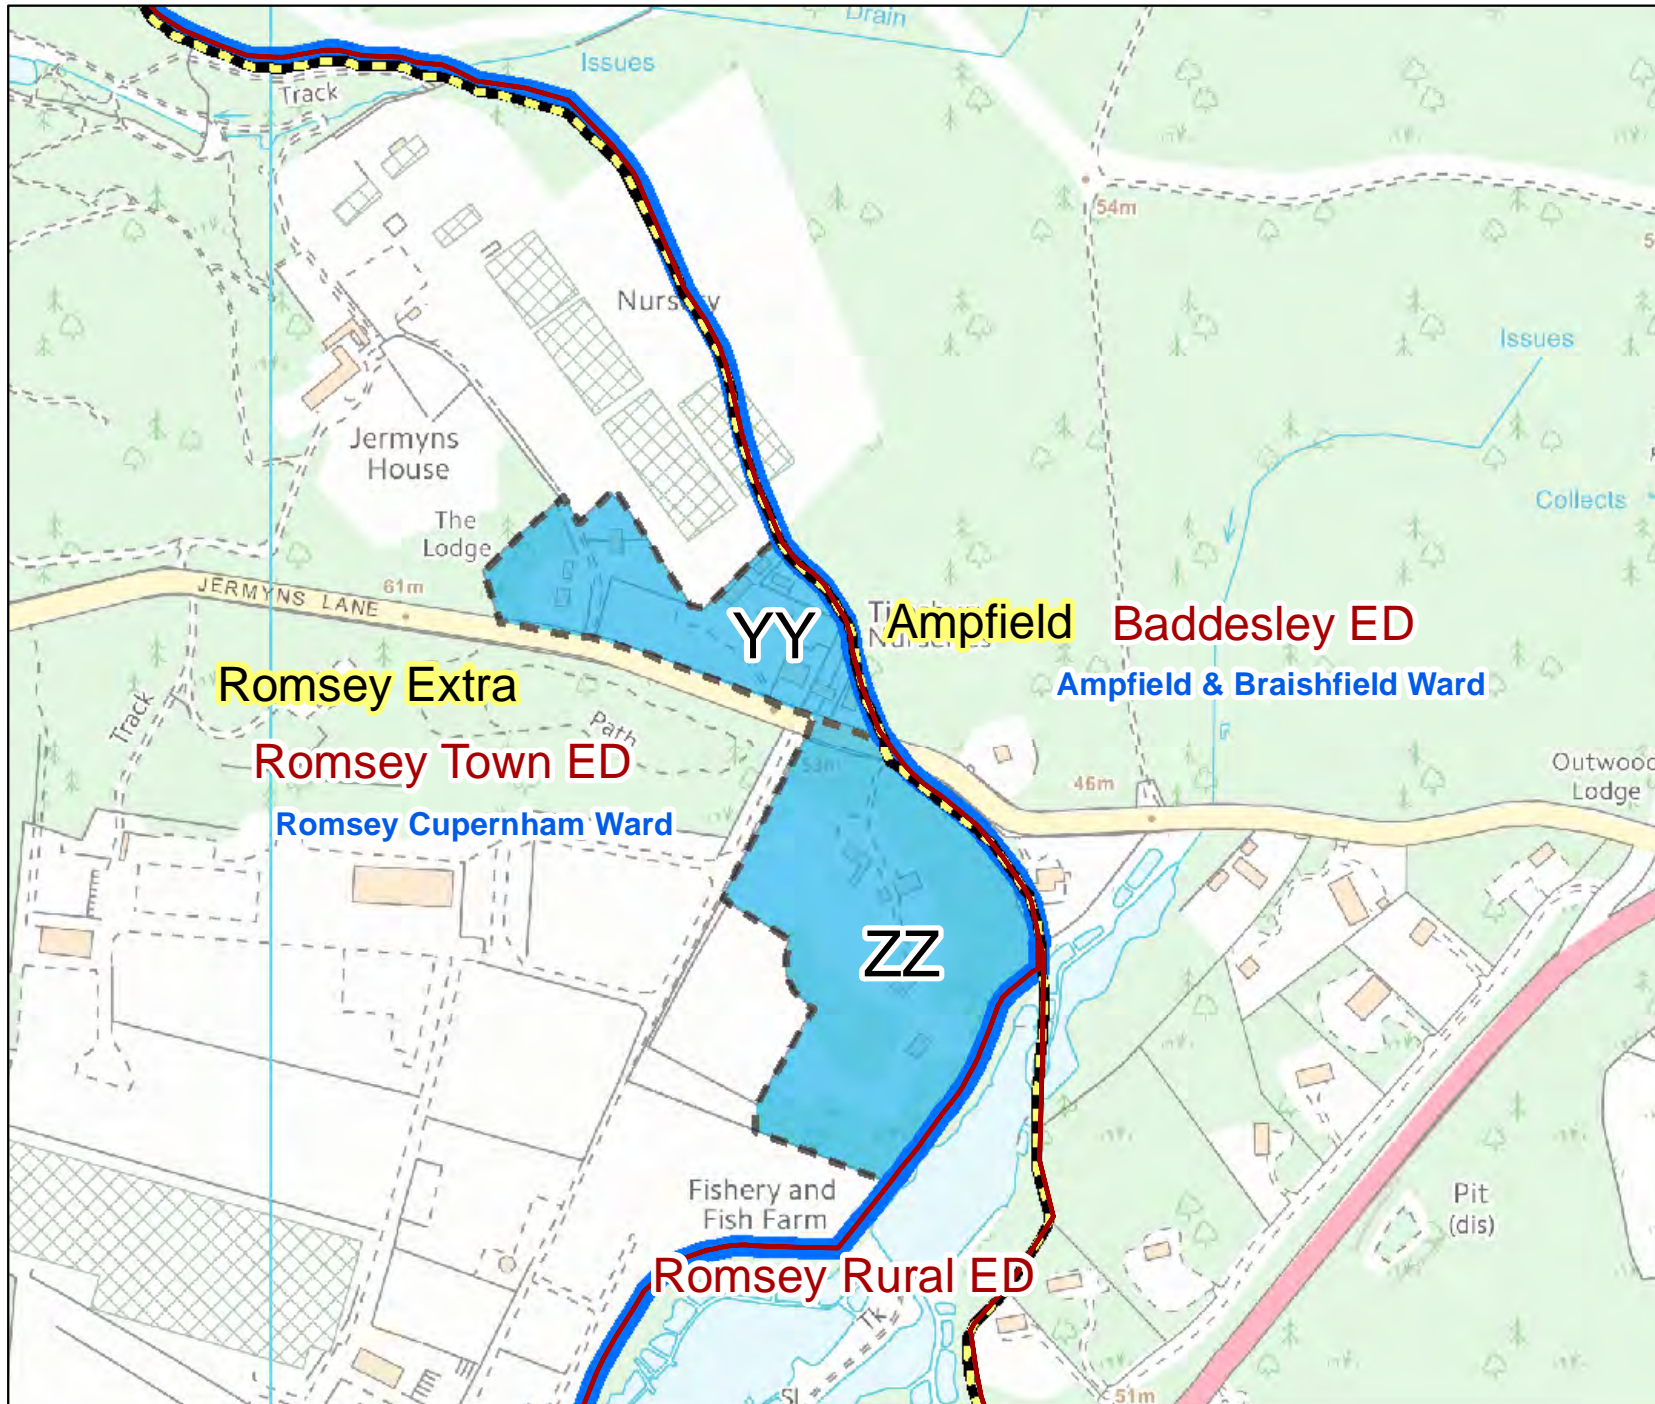 Drain
Issues
Track
54m
Nursery
Issues
Jermyns
House
Collects
The
Lodge
61m
JERMYNS LANE
YY
Ampfield
Baddesley ED
Ampfield & Braishfield Ward
Romsey Extra
Track
Path
Romsey Town ED
53m
46m
Outwood
Lodge
Romsey Cupernham Ward
ZZ
Fishery and
Fish Farm
Pit
(dis)
Romsey Rural ED
Tk
51m